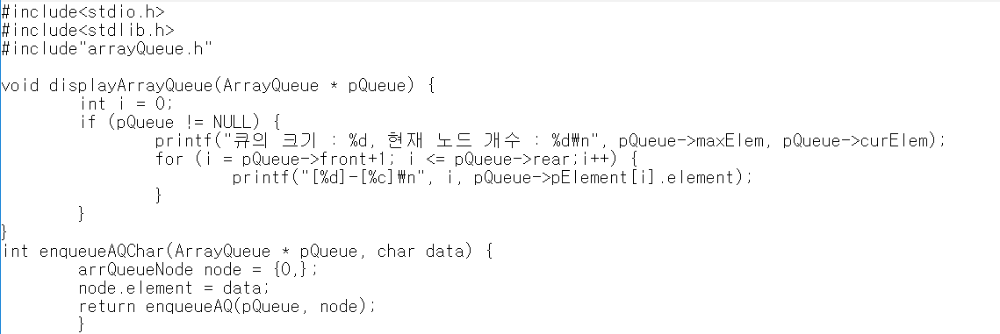 #include<stdio.h>
#include<stdlib.h>
#include"arrayQueue.h"

void displayArrayQueue(ArrayQueue * pQueue) {
        int i = 0;
        if (pQueue != NULL) {
                printf("큐의 크기 : %d, 현재 노드 개수 : %d₩n", pQueue->maxElem, pQueue->curElem);
                for (i = pQueue->front+1; i <= pQueue->rear;i++) {
                        printf("[%d]-[%c]₩n", i, pQueue->pElement[i].element);
                }
        }
}
int enqueueAQChar(ArrayQueue * pQueue, char data) {
        arrQueueNode node = {0,};
        node.element = data;
        return enqueueAQ(pQueue, node);
        }